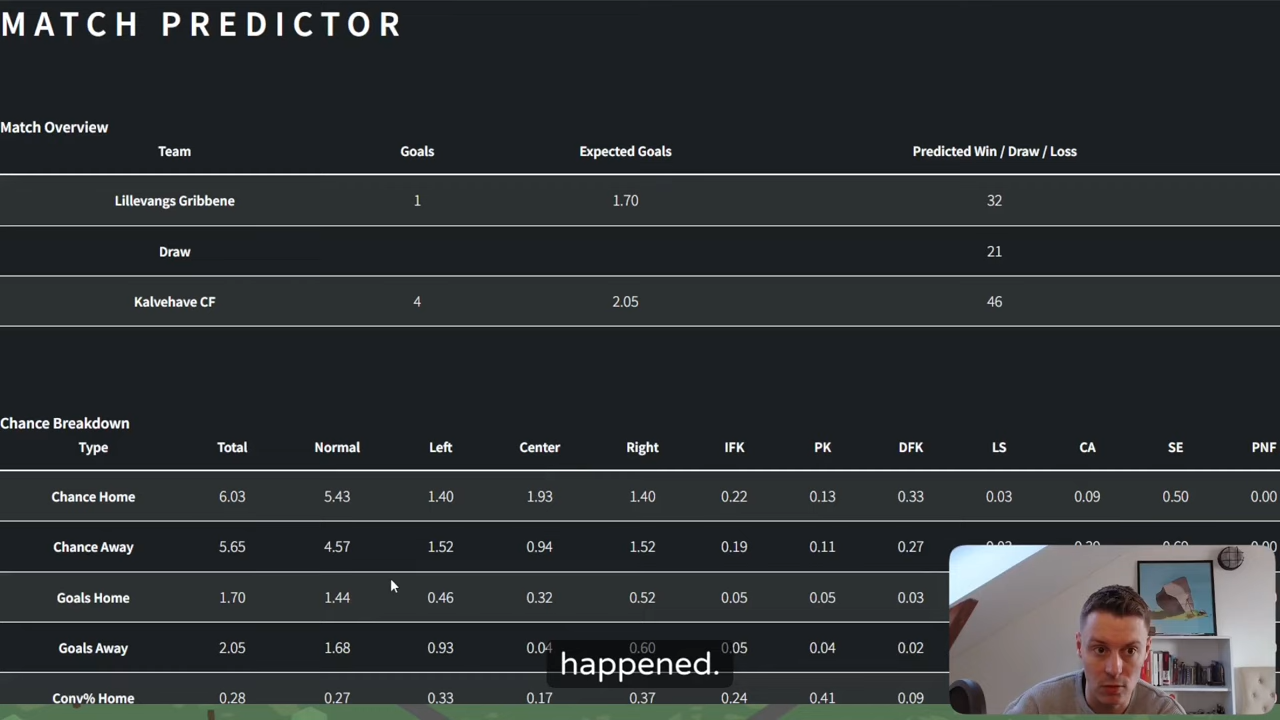 MATCH PREDICTOR
Match Overview
Team Goals Expected Goals Predicted Win / Draw / Loss
Lillevangs Gribbene 1 1.70 32
Draw 21
Kalvehave CF 4 2.05 46
Chance Breakdown
Type Total Normal Left Center Right IFK PK DFK LS CA SE PNF
Chance Home 6.03 5.43 1.40 1.93 1.40 0.22 0.13 0.33 0.03 0.09 0.50 0.00
Chance Away 5.65 4.57 1.52 0.94 1.52 0.19 0.11 0.27
Goals Home 1.70 1.44 0.46 0.32 0.52 0.05 0.05 0.03
Goals Away 2.05 1.68 0.93 0.04 0.60 0.05 0.04 0.02
happened.
Conv% Home 0.28 0.27 0.33 0.17 0.37 0.24 0.41 0.09